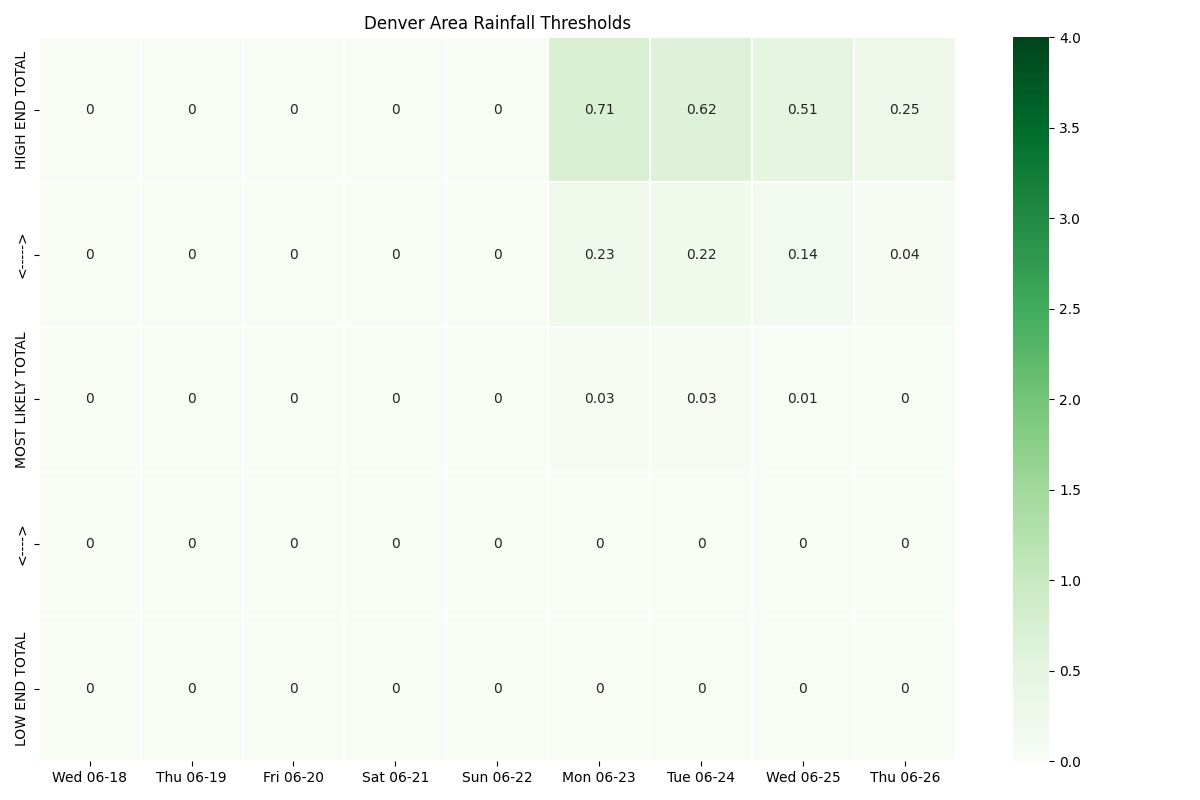 Denver Area Rainfall Thresholds
HIGH END TOTAL
0 0 0 0 0 0.71 0.62 0.51 0.25
<----->
0 0 0 0 0 0.23 0.22 0.14 0.04
MOST LIKELY TOTAL
0 0 0 0 0 0.03 0.03 0.01 0
<---->
0 0 0 0 0 0 0 0 0
LOW END TOTAL
0 0 0 0 0 0 0 0 0
Wed 06-18 Thu 06-19 Fri 06-20 Sat 06-21 Sun 06-22 Mon 06-23 Tue 06-24 Wed 06-25 Thu 06-26
4.0
3.5
3.0
2.5
2.0
1.5
1.0
0.5
0.0